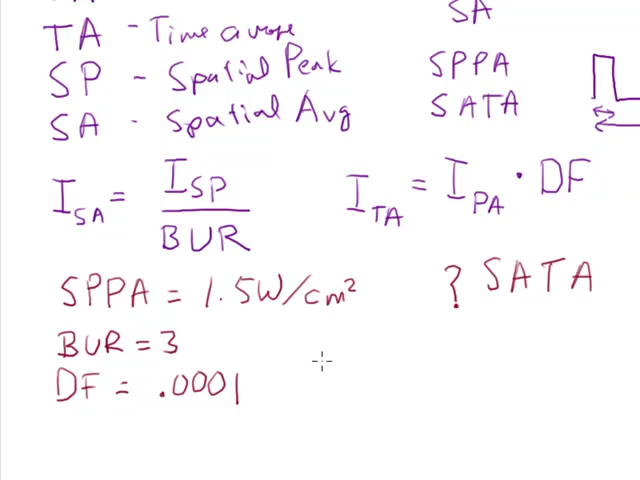 SA
TA - Time average
SP - Spatial Peak
SPPA
SA - Spatial Avg
SATA
I_SA = I_SP / BUR
I_TA = I_PA · DF
SPPA = 1.5W/cm²
? SATA
BUR = 3
DF = .0001